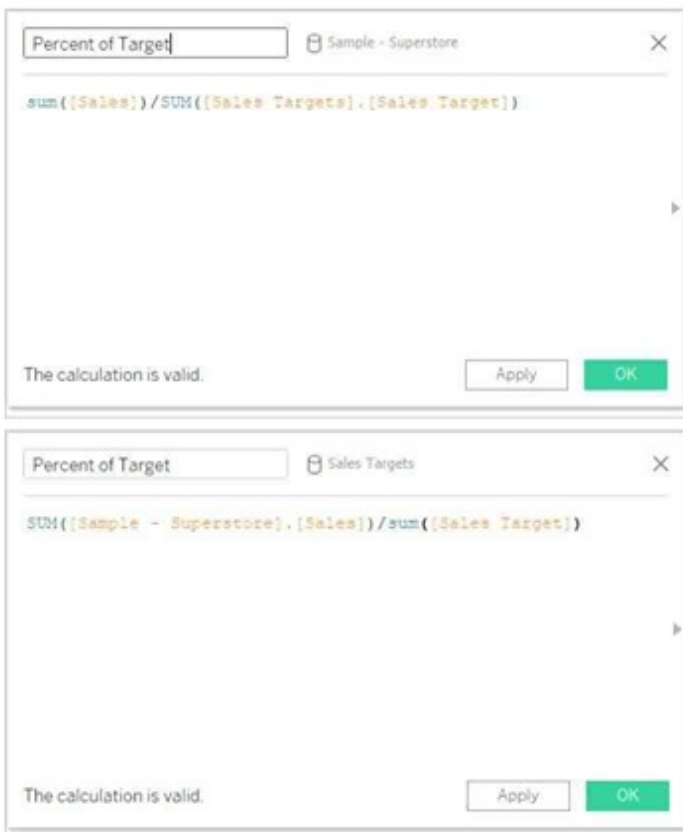 Percent of Target Sample - Superstore
sum([Sales])/SUM([Sales Targets].[Sales Target])
The calculation is valid. Apply OK
Percent of Target Sales Targets
SUM([Sample - Superstore].[Sales])/sum([Sales Target])
The calculation is valid. Apply OK